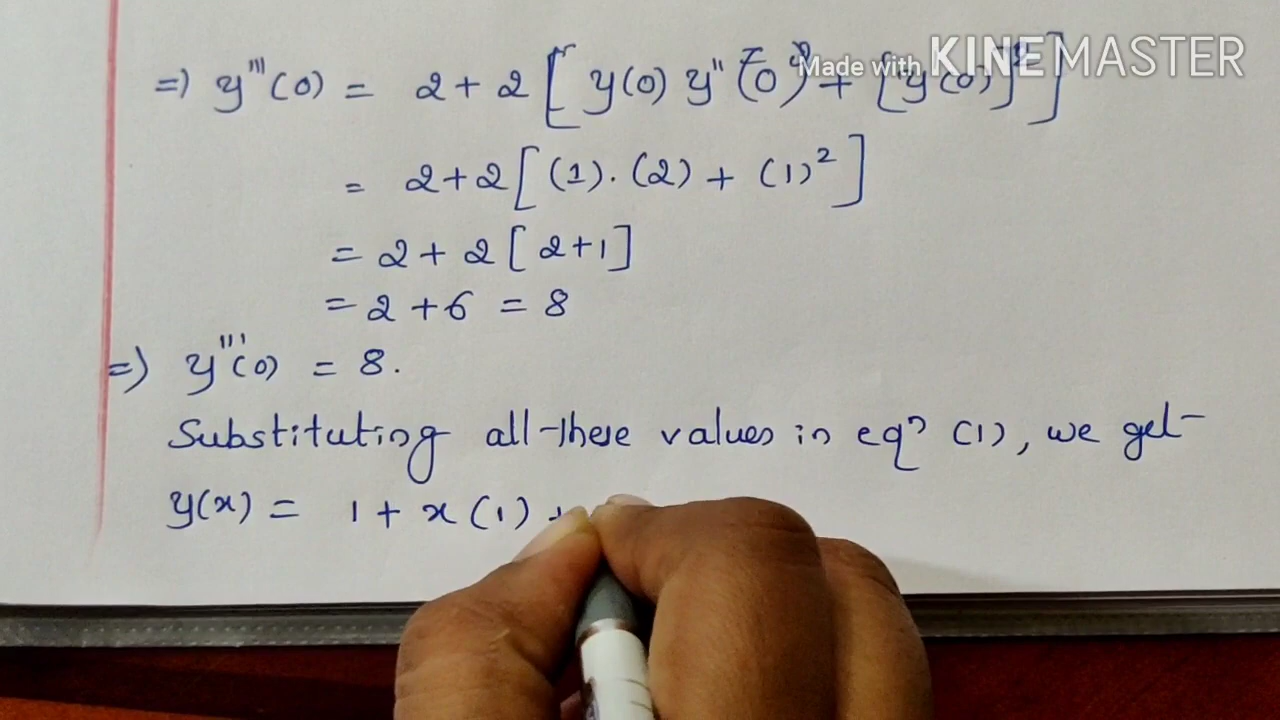 =) y'''(0) = 2 + 2 [ y(0) y''(0) + [y'(0)]² ]
Made with KINEMASTER
= 2+2 [ (1). (2) + (1)² ]
= 2 + 2 [ 2+1 ]
= 2 + 6 = 8
=) y'''(0) = 8.
Substituting all these values in eqn (1), we get
y(x) = 1 + x (1) +